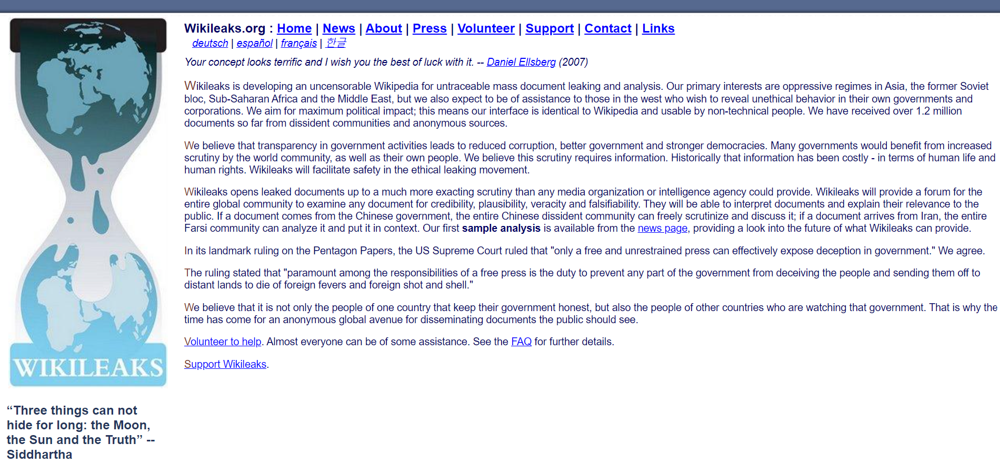 Wikileaks.org : Home | News | About | Press | Volunteer | Support | Contact | Links
deutsch | español | français | 한글
Your concept looks terrific and I wish you the best of luck with it. -- Daniel Ellsberg (2007)
Wikileaks is developing an uncensorable Wikipedia for untraceable mass document leaking and analysis. Our primary interests are oppressive regimes in Asia, the former Soviet
bloc, Sub-Saharan Africa and the Middle East, but we also expect to be of assistance to those in the west who wish to reveal unethical behavior in their own governments and
corporations. We aim for maximum political impact; this means our interface is identical to Wikipedia and usable by non-technical people. We have received over 1.2 million
documents so far from dissident communities and anonymous sources.
We believe that transparency in government activities leads to reduced corruption, better government and stronger democracies. Many governments would benefit from increased
scrutiny by the world community, as well as their own people. We believe this scrutiny requires information. Historically that information has been costly - in terms of human life and
human rights. Wikileaks will facilitate safety in the ethical leaking movement.
Wikileaks opens leaked documents up to a much more exacting scrutiny than any media organization or intelligence agency could provide. Wikileaks will provide a forum for the
entire global community to examine any document for credibility, plausibility, veracity and falsifiability. They will be able to interpret documents and explain their relevance to the
public. If a document comes from the Chinese government, the entire Chinese dissident community can freely scrutinize and discuss it; if a document arrives from Iran, the entire
Farsi community can analyze it and put it in context. Our first sample analysis is available from the news page, providing a look into the future of what Wikileaks can provide.
In its landmark ruling on the Pentagon Papers, the US Supreme Court ruled that "only a free and unrestrained press can effectively expose deception in government." We agree.
The ruling stated that "paramount among the responsibilities of a free press is the duty to prevent any part of the government from deceiving the people and sending them off to
distant lands to die of foreign fevers and foreign shot and shell."
We believe that it is not only the people of one country that keep their government honest, but also the people of other countries who are watching that government. That is why the
time has come for an anonymous global avenue for disseminating documents the public should see.
Volunteer to help. Almost everyone can be of some assistance. See the FAQ for further details.
Support Wikileaks.
WIKILEAKS
“Three things can not
hide for long: the Moon,
the Sun and the Truth” --
Siddhartha